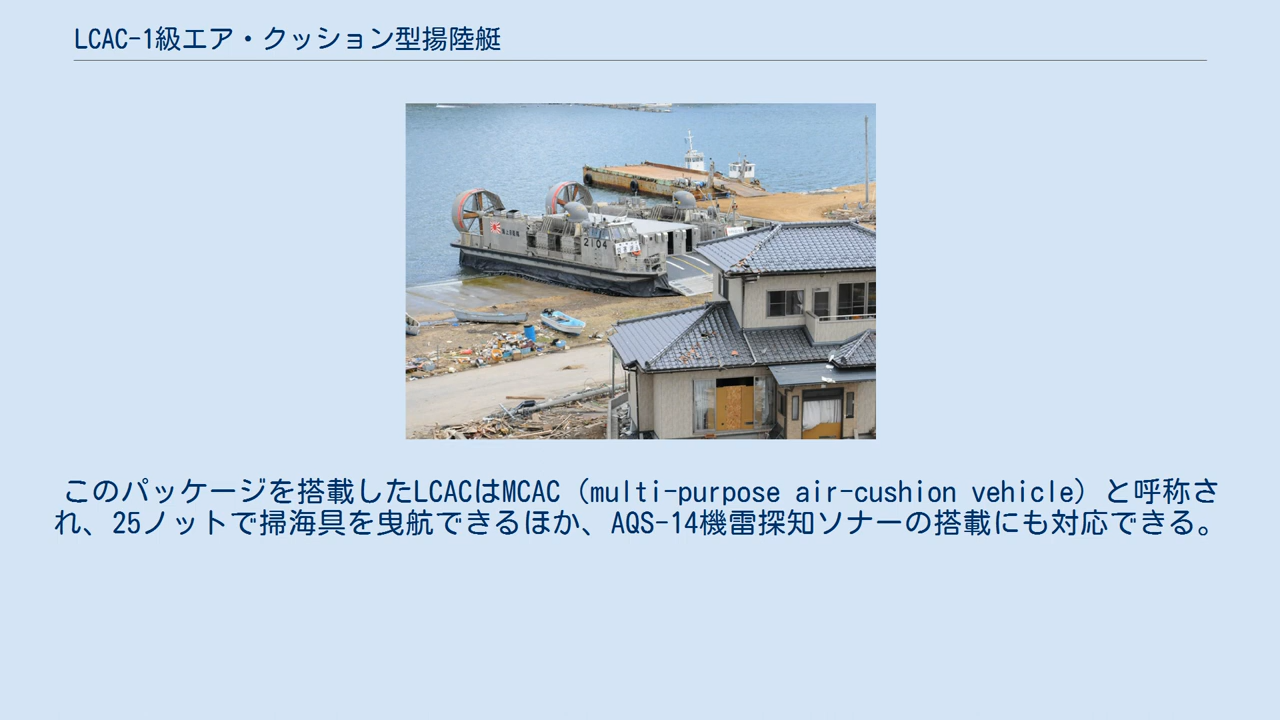 LCAC-1級エア・クッション型揚陸艇
2104
このパッケージを搭載したLCACはMCAC（multi-purpose air-cushion vehicle）と呼称さ
れ、25ノットで掃海具を曳航できるほか、AQS-14機雷探知ソナーの搭載にも対応できる。